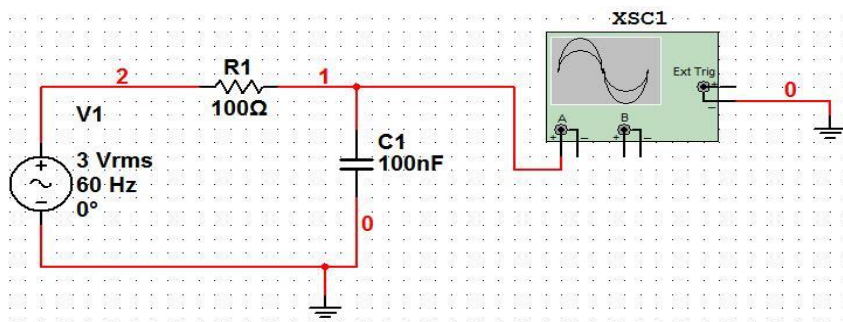 XSC1
2
R1
1
100Ω
Ext Trig
+
−
0
V1
A
B
+ − + −
C1
100nF
+
3 Vrms
60 Hz
−
0°
0